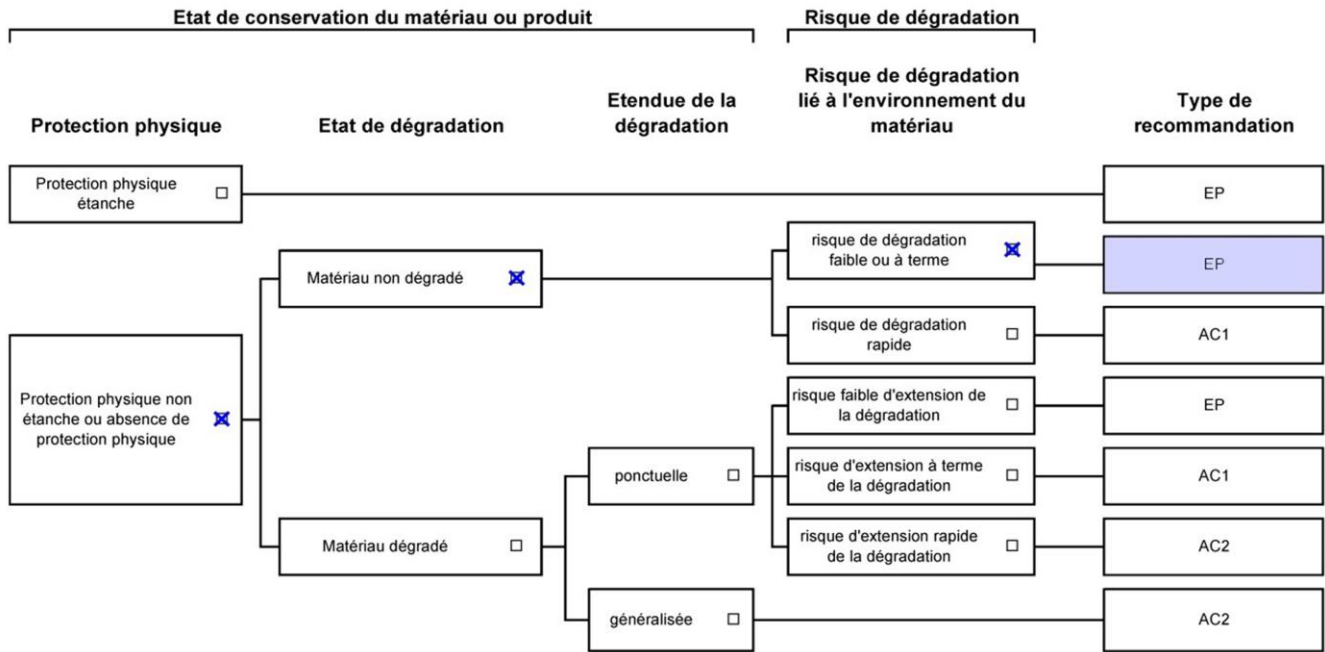 Etat de conservation du matériau ou produit
Risque de dégradation
Protection physique
Etat de dégradation
Etendue de la
dégradation
Risque de dégradation
lié à l'environnement du
matériau
Type de
recommandation
Protection physique
étanche
EP
risque de dégradation
faible ou à terme
EP
Matériau non dégradé
risque de dégradation
rapide
AC1
Protection physique non
étanche ou absence de
protection physique
risque faible d'extension de
la dégradation
EP
ponctuelle
risque d'extension à terme
de la dégradation
AC1
Matériau dégradé
risque d'extension rapide
de la dégradation
AC2
généralisée
AC2